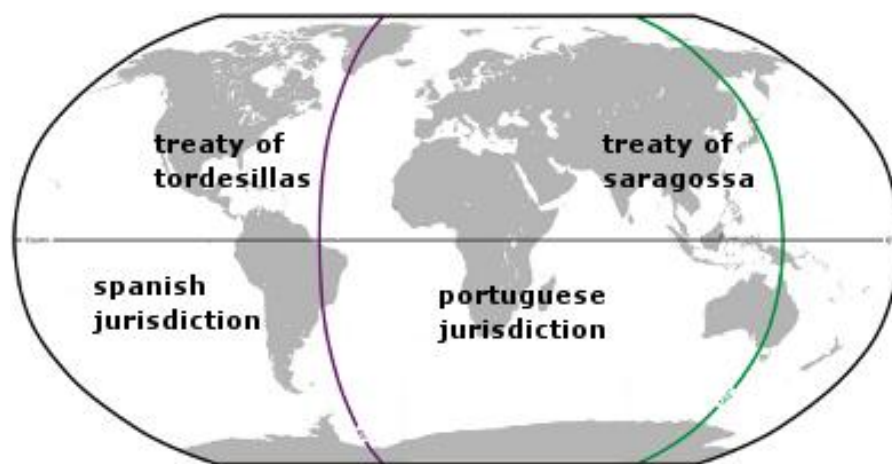 treaty of
tordesillas
treaty of
saragossa
spanish
jurisdiction
portuguese
jurisdiction